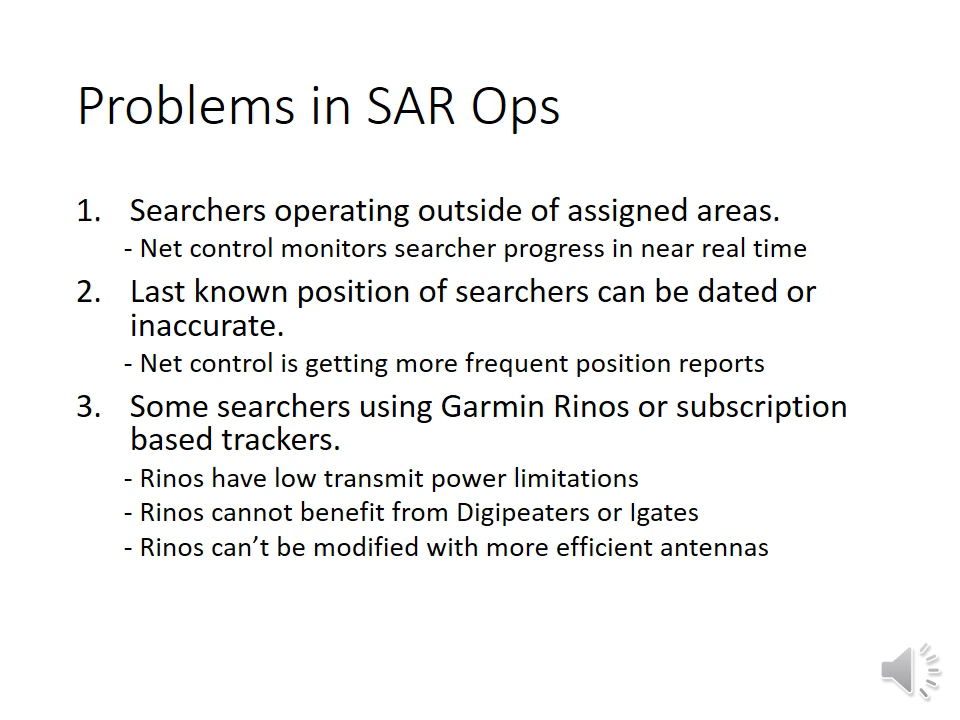 Problems in SAR Ops
1. Searchers operating outside of assigned areas.
- Net control monitors searcher progress in near real time
2. Last known position of searchers can be dated or
inaccurate.
- Net control is getting more frequent position reports
3. Some searchers using Garmin Rinos or subscription
based trackers.
- Rinos have low transmit power limitations
- Rinos cannot benefit from Digipeaters or Igates
- Rinos can’t be modified with more efficient antennas